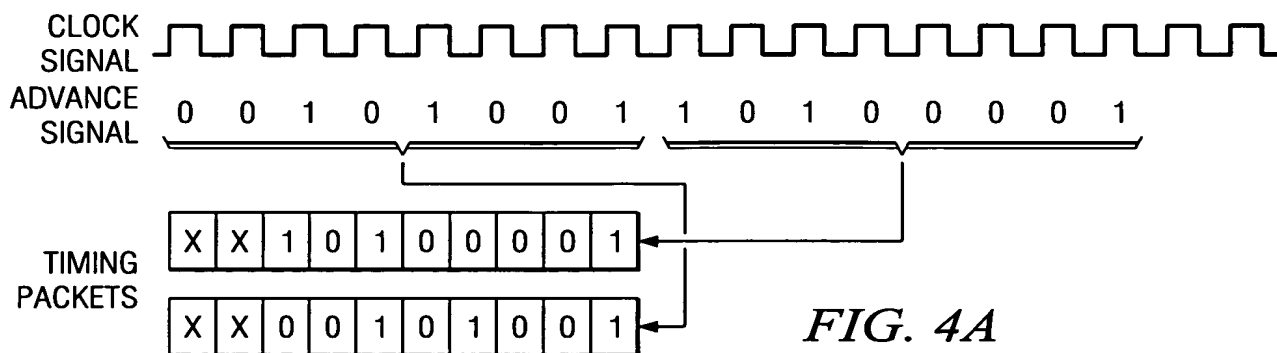 CLOCK
SIGNAL
ADVANCE
SIGNAL
0 0 1 0 1 0 0 1 1 0 1 0 0 0 0 1
X X 1 0 1 0 0 0 0 1
TIMING
PACKETS
X X 0 0 1 0 1 0 0 1
FIG. 4A